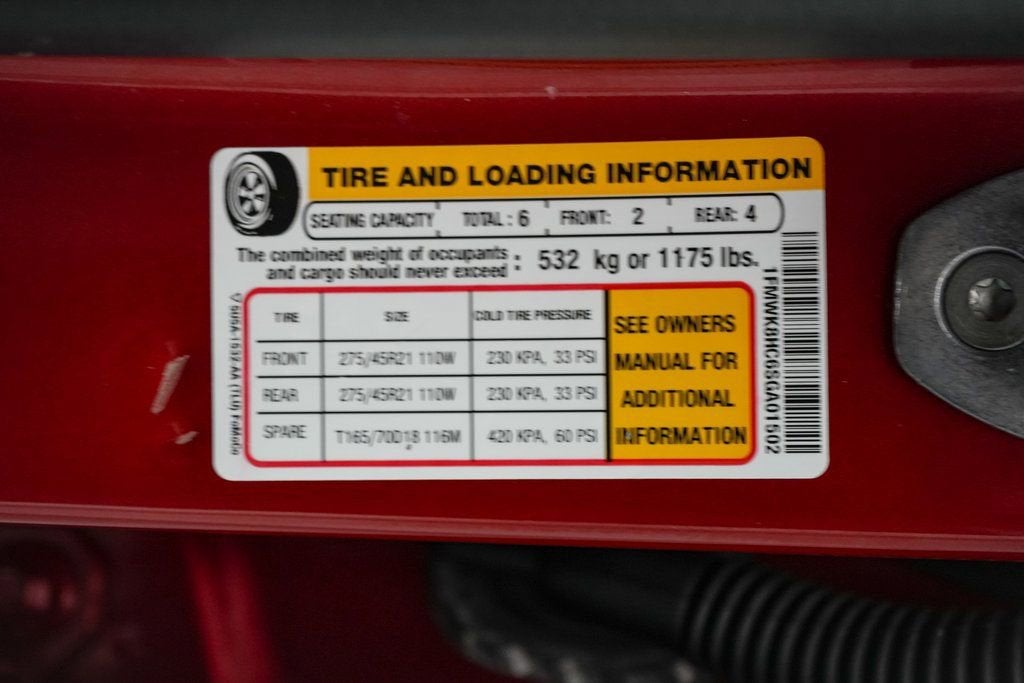 TIRE AND LOADING INFORMATION
SEATING CAPACITY TOTAL: 6 FRONT: 2 REAR: 4
The combined weight of occupants
and cargo should never exceed : 532 kg or 1175 lbs.
TIRE SIZE COLD TIRE PRESSURE
FRONT 275/45R21 110W 230 KPA, 33 PSI
REAR 275/45R21 110W 230 KPA, 33 PSI
SPARE T165/70D18 116M 420 KPA, 60 PSI
SEE OWNERS
MANUAL FOR
ADDITIONAL
INFORMATION
1FMWK8HC6SGA01502